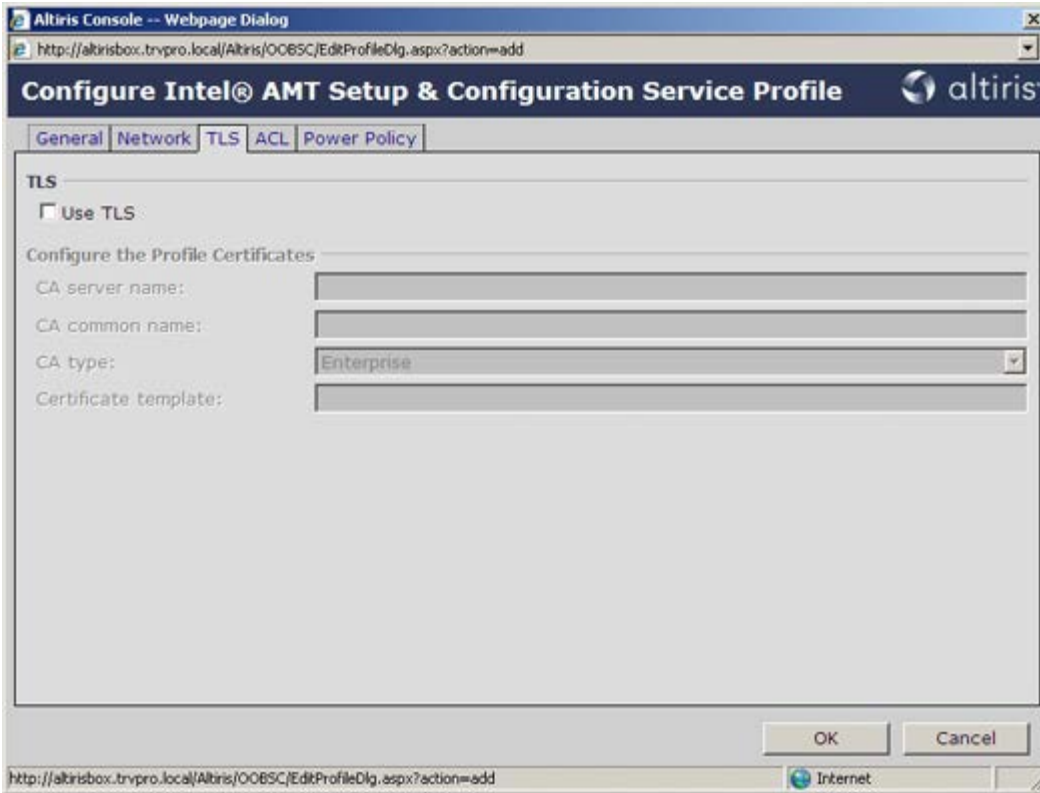 Altiris Console -- Webpage Dialog
http://altirisbox.trvpro.local/Altiris/OOBSC/EditProfileDlg.aspx?action=add
Configure Intel® AMT Setup & Configuration Service Profile altiris
General Network TLS ACL Power Policy
TLS
Use TLS
Configure the Profile Certificates
CA server name:
CA common name:
CA type: Enterprise
Certificate template:
OK Cancel
http://altirisbox.trvpro.local/Altiris/OOBSC/EditProfileDlg.aspx?action=add Internet